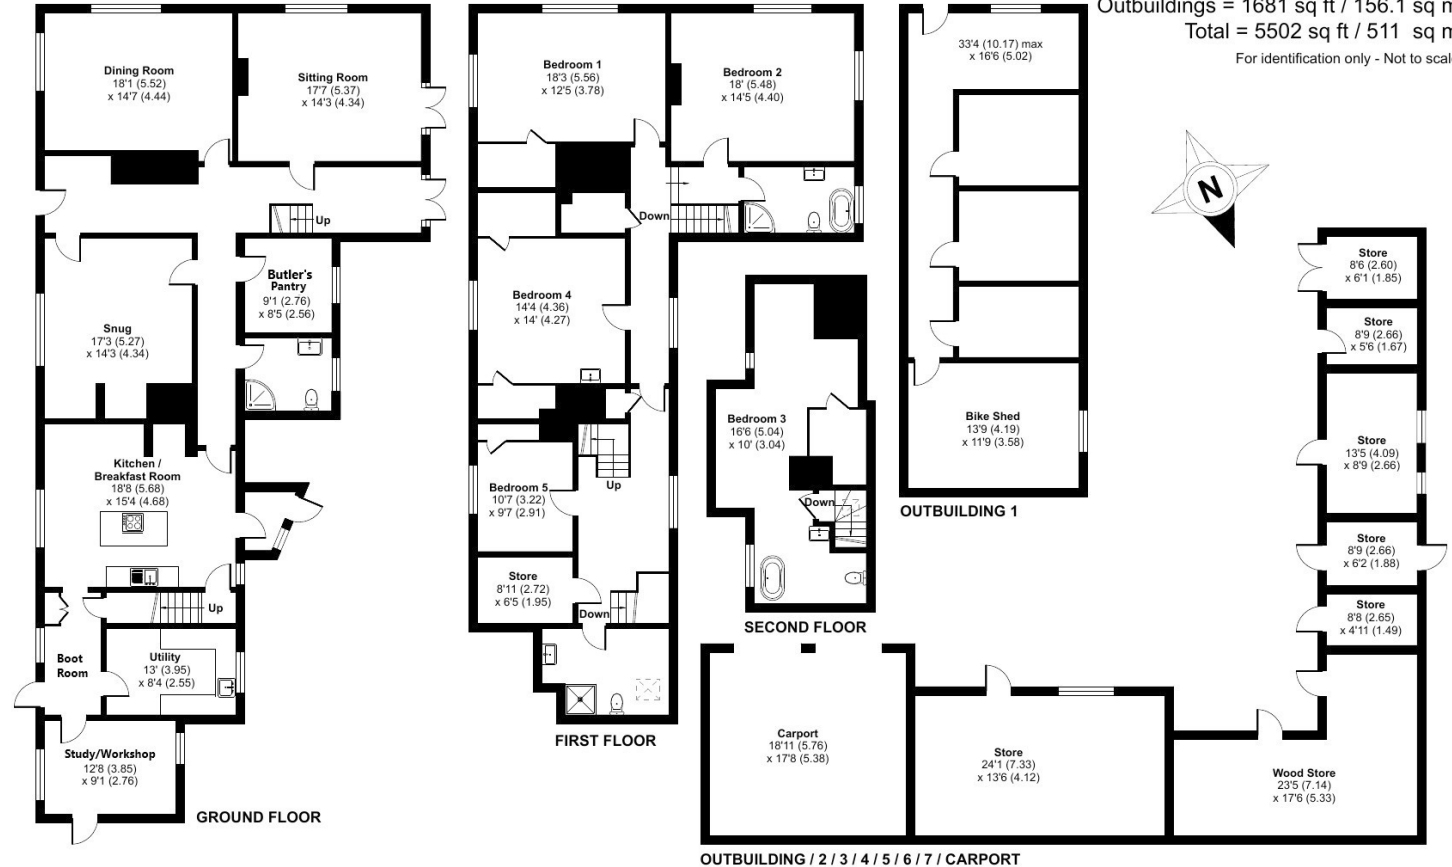 Outbuildings = 1681 sq ft / 156.1 sq m
Total = 5502 sq ft / 511 sq m
For identification only - Not to scal
Dining Room
18'1 (5.52)
x 14'7 (4.44)
Sitting Room
17'7 (5.37)
x 14'3 (4.34)
Up
Butler's
Pantry
9'1 (2.76)
x 8'5 (2.56)
Snug
17'3 (5.27)
x 14'3 (4.34)
Kitchen /
Breakfast Room
18'8 (5.68)
x 15'4 (4.68)
Up
Boot
Room
Utility
13' (3.95)
x 8'4 (2.55)
Study/Workshop
12'8 (3.85)
x 9'1 (2.76)
GROUND FLOOR
Bedroom 1
18'3 (5.56)
x 12'5 (3.78)
Bedroom 2
18' (5.48)
x 14'5 (4.40)
Down
Bedroom 4
14'4 (4.36)
x 14' (4.27)
Up
Bedroom 5
10'7 (3.22)
x 9'7 (2.91)
Store
8'11 (2.72)
x 6'5 (1.95)
Down
FIRST FLOOR
Bedroom 3
16'6 (5.04)
x 10' (3.04)
Down
SECOND FLOOR
33'4 (10.17) max
x 16'6 (5.02)
Bike Shed
13'9 (4.19)
x 11'9 (3.58)
OUTBUILDING 1
N
Store
8'6 (2.60)
x 6'1 (1.85)
Store
8'9 (2.66)
x 5'6 (1.67)
Store
13'5 (4.09)
x 8'9 (2.66)
Store
8'9 (2.66)
x 6'2 (1.88)
Store
8'8 (2.65)
x 4'11 (1.49)
Carport
18'11 (5.76)
x 17'8 (5.38)
Store
24'1 (7.33)
x 13'6 (4.12)
Wood Store
23'5 (7.14)
x 17'6 (5.33)
OUTBUILDING / 2 / 3 / 4 / 5 / 6 / 7 / CARPORT